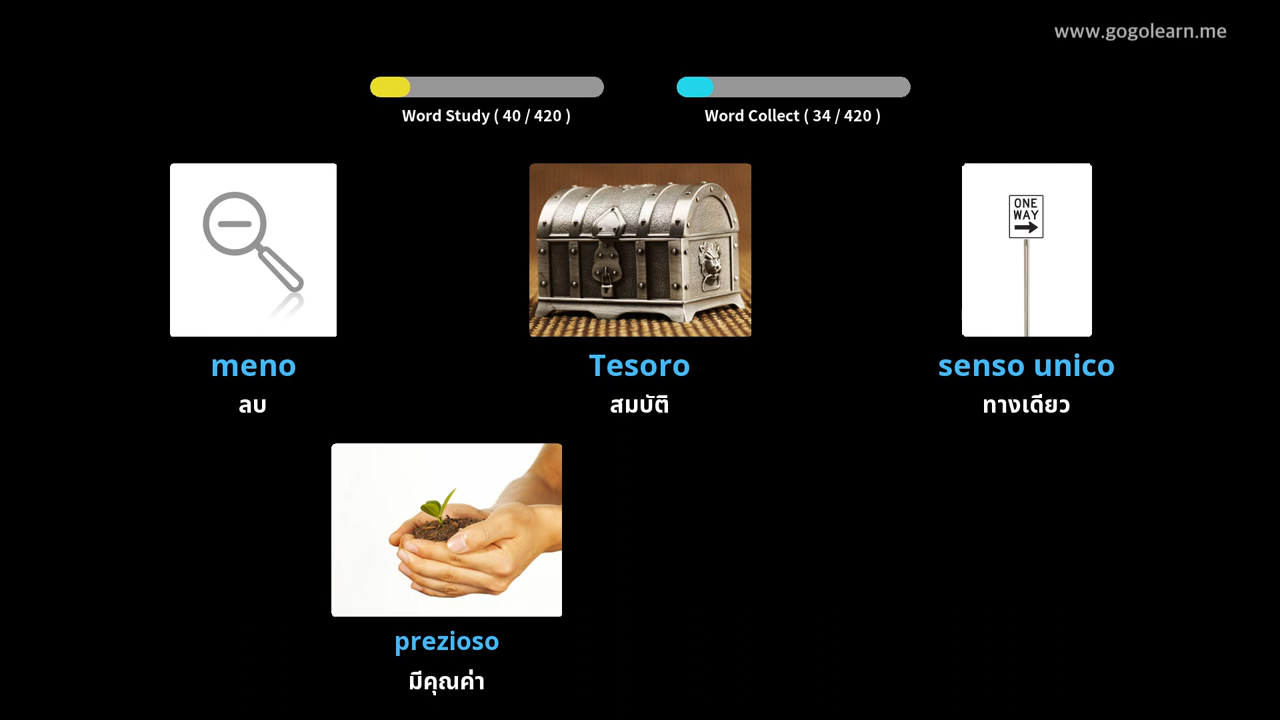 www.gogolearn.me
Word Study ( 40 / 420 )
Word Collect ( 34 / 420 )
ONE
WAY
meno
Tesoro
senso unico
ลบ
สมบัติ
ทางเดียว
prezioso
มีคุณค่า